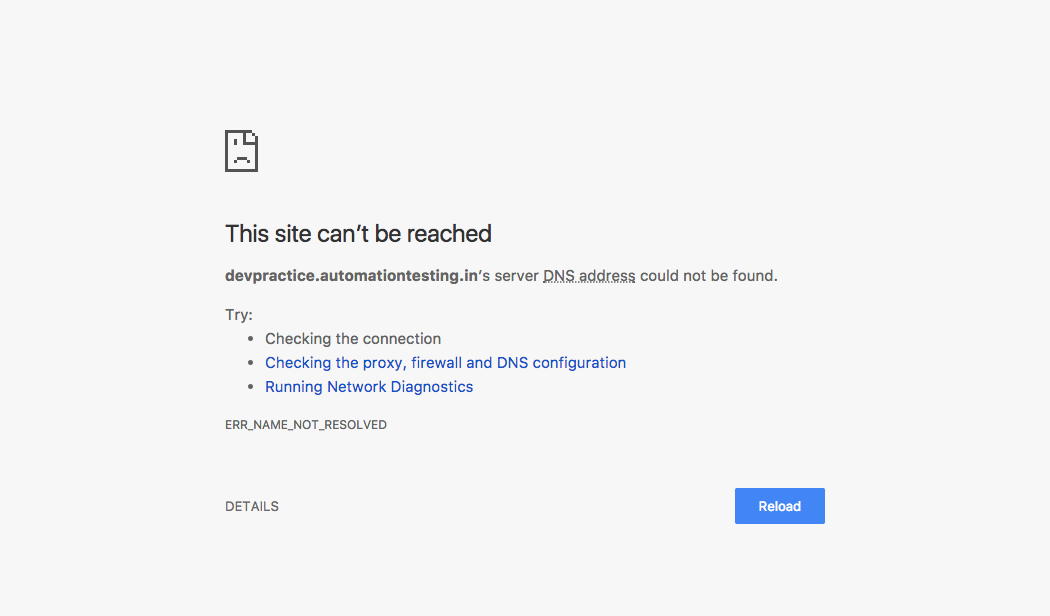 This site can’t be reached
devpractice.automationtesting.in’s server DNS address could not be found.
Try:
Checking the connection
Checking the proxy, firewall and DNS configuration
Running Network Diagnostics
ERR_NAME_NOT_RESOLVED
DETAILS
Reload